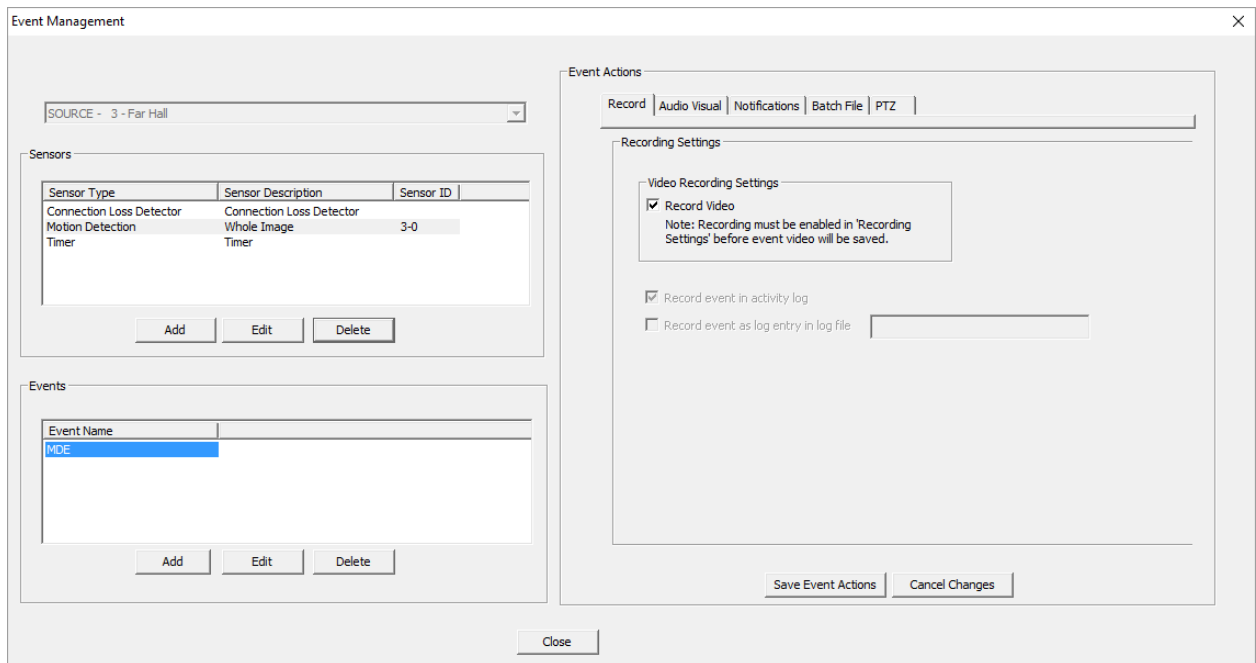 Event Management
SOURCE -   3 - Far Hall
Sensors
Sensor Type Sensor Description Sensor ID
Connection Loss Detector Connection Loss Detector
Motion Detection Whole Image 3-0
Timer Timer
Add Edit Delete
Events
Event Name
MDE
Add Edit Delete
Event Actions
Record Audio Visual Notifications Batch File PTZ
Recording Settings
Video Recording Settings
Record Video
Note: Recording must be enabled in 'Recording
Settings' before event video will be saved.
Record event in activity log
Record event as log entry in log file
Save Event Actions Cancel Changes
Close